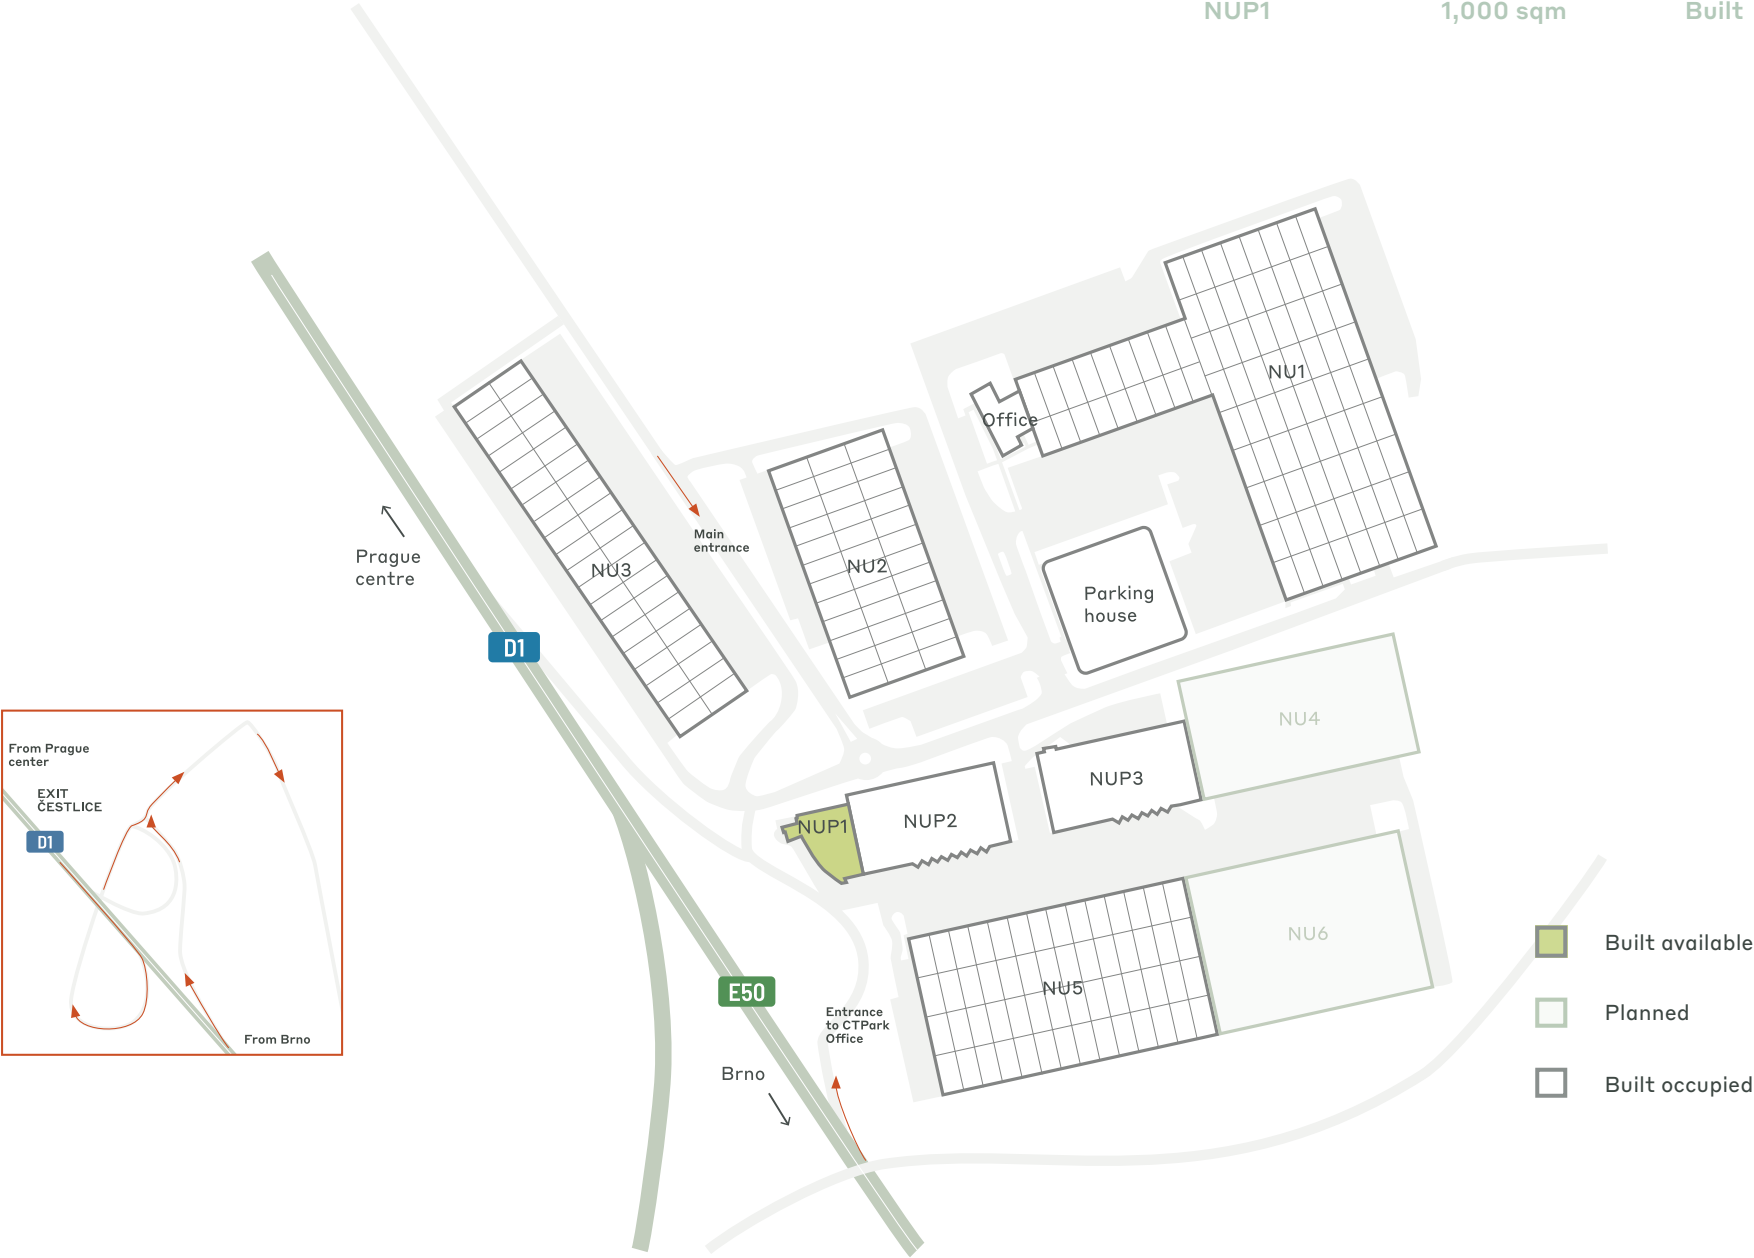 NUP1 1,000 sqm Built
NU1
Office
Main
entrance
Prague
centre
NU3
NU2
Parking
house
D1
NU4
NUP3
NUP1
NUP2
From Prague
center
EXIT
ČESTLICE
D1
From Brno
NU6
NU5
E50
Entrance
to CTPark
Office
Brno
Built available
Planned
Built occupied